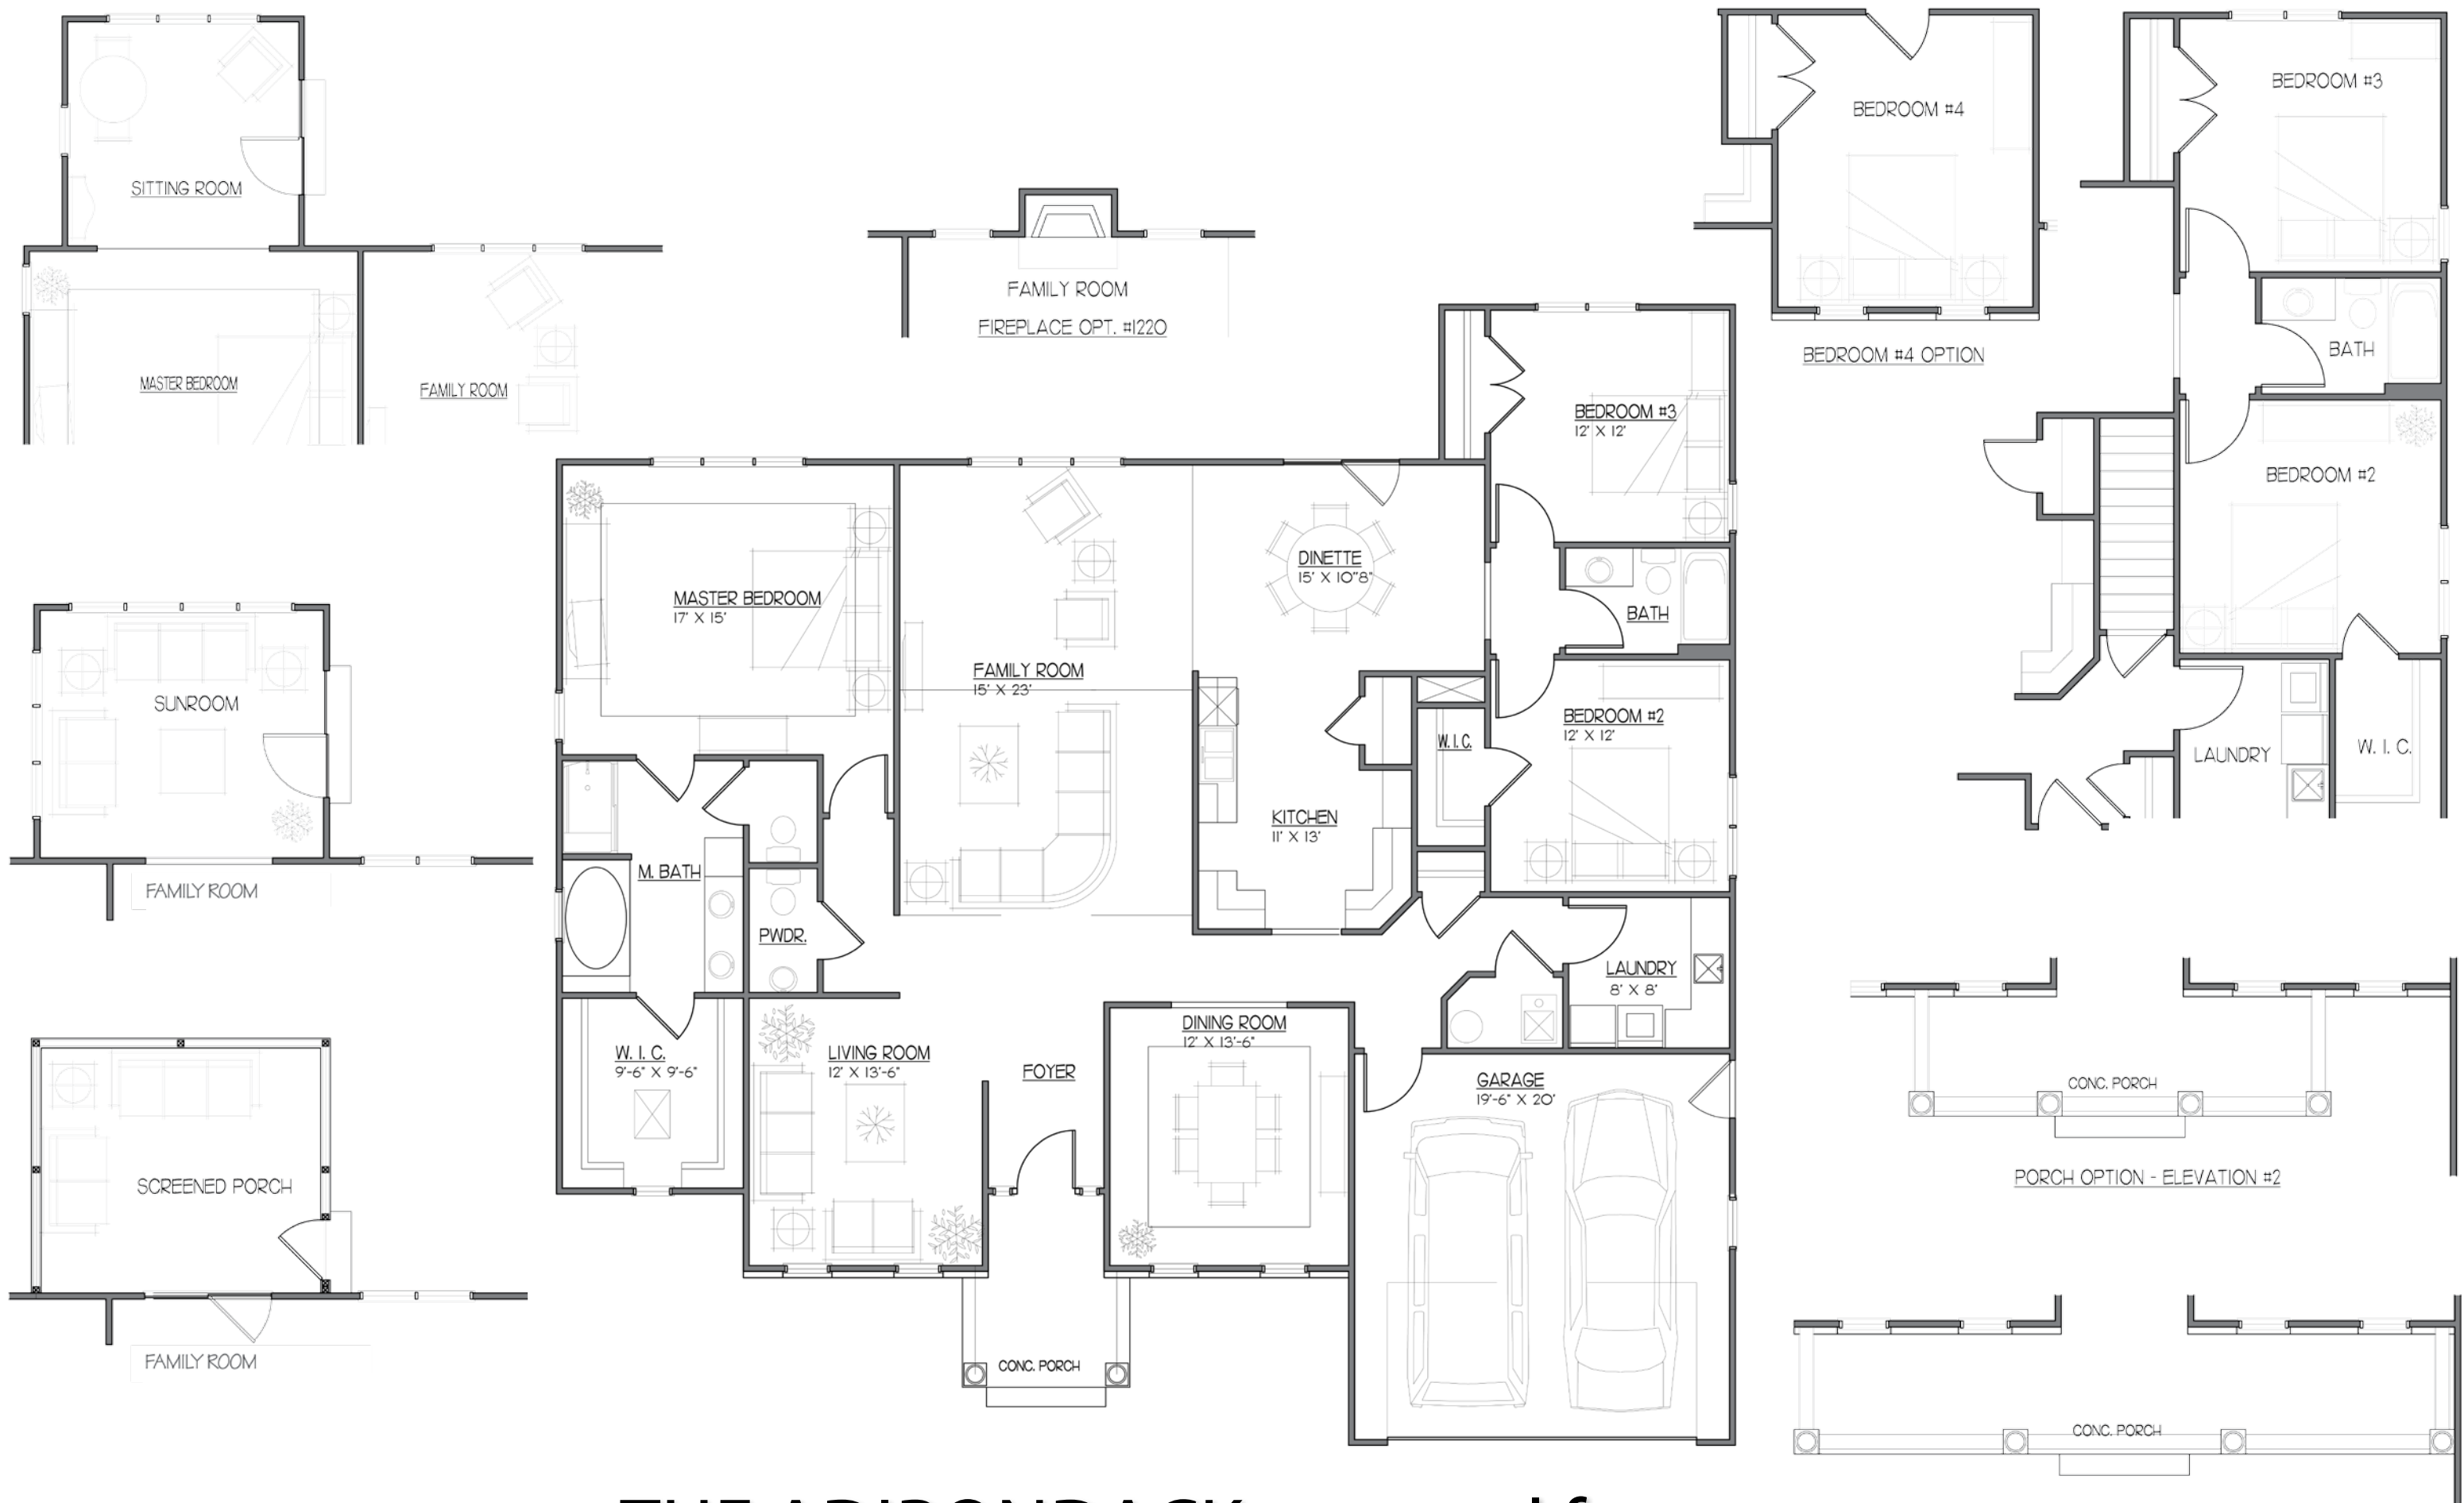 SITTING ROOM
MASTER BEDROOM
FAMILY ROOM
FAMILY ROOM
FIREPLACE OPT. #1220
BEDROOM #4
BEDROOM #4 OPTION
BEDROOM #3
BATH
BEDROOM #2
LAUNDRY
W. I. C.
SUNROOM
FAMILY ROOM
SCREENED PORCH
FAMILY ROOM
MASTER BEDROOM
17' X 15'
FAMILY ROOM
15' X 23'
DINETTE
15' X 10"8"
BEDROOM #3
12' X 12'
BATH
BEDROOM #2
12' X 12'
W. I. C.
KITCHEN
11' X 13'
M. BATH
PWDR.
LAUNDRY
8' X 8'
W. I. C.
9'-6" X 9'-6"
LIVING ROOM
12' X 13'-6"
FOYER
DINING ROOM
12' X 13'-6"
GARAGE
19'-6" X 20'
CONC. PORCH
CONC. PORCH
PORCH OPTION - ELEVATION #2
CONC. PORCH
THE ADIRONDACK